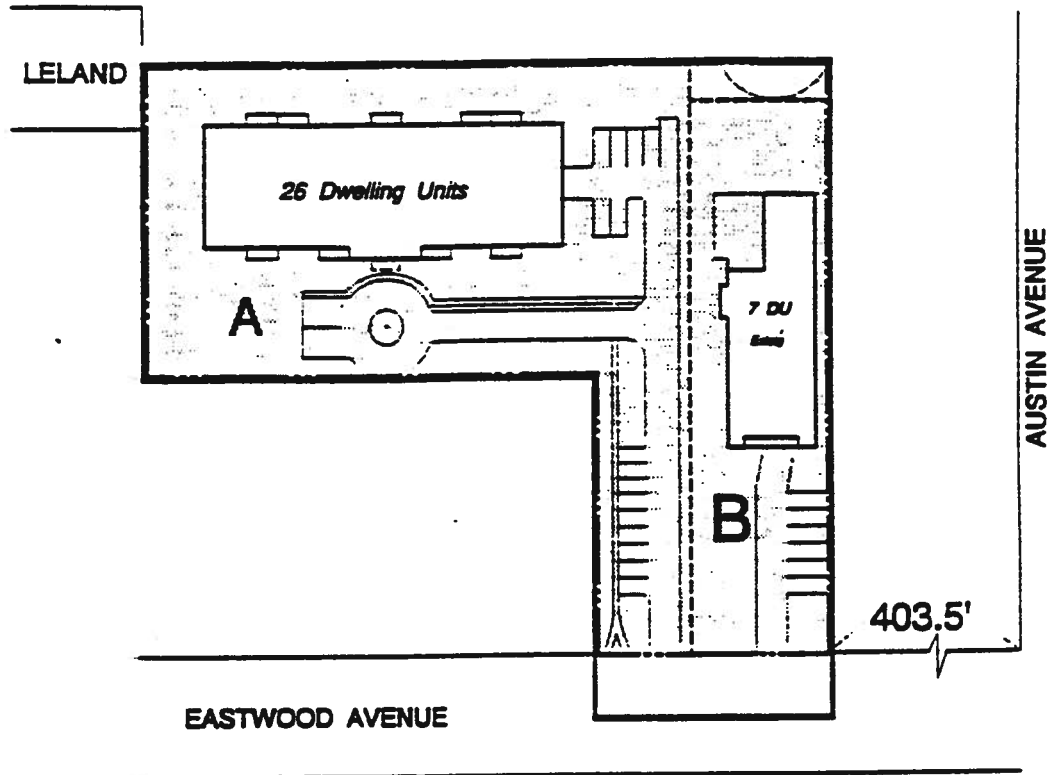 LELAND
26 Dwelling Units
A
7 DU
B
AUSTIN AVENUE
403.5'
EASTWOOD AVENUE